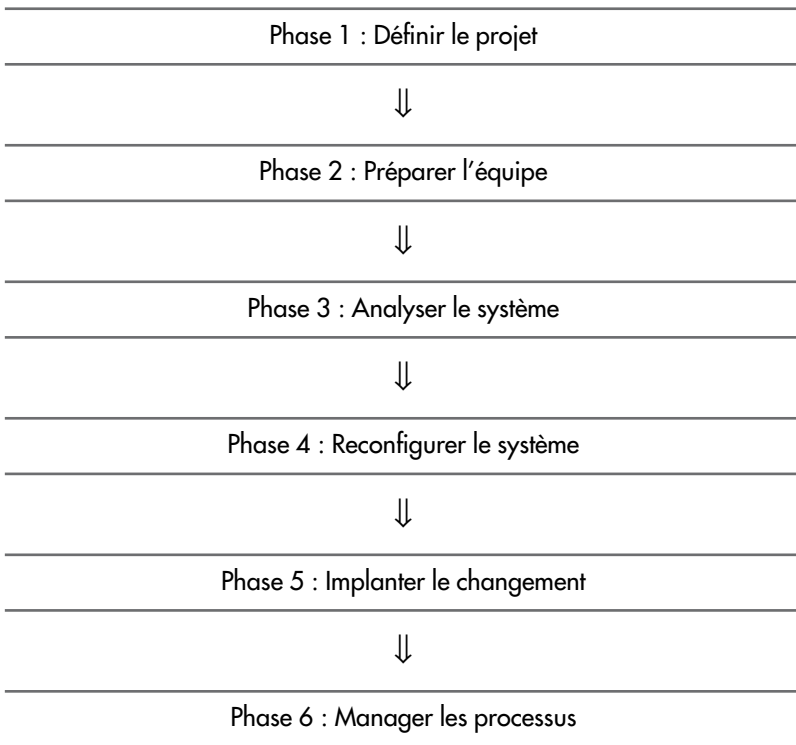 Phase 1 : Définir le projet
⇓
Phase 2 : Préparer l’équipe
⇓
Phase 3 : Analyser le système
⇓
Phase 4 : Reconfigurer le système
⇓
Phase 5 : Implanter le changement
⇓
Phase 6 : Manager les processus